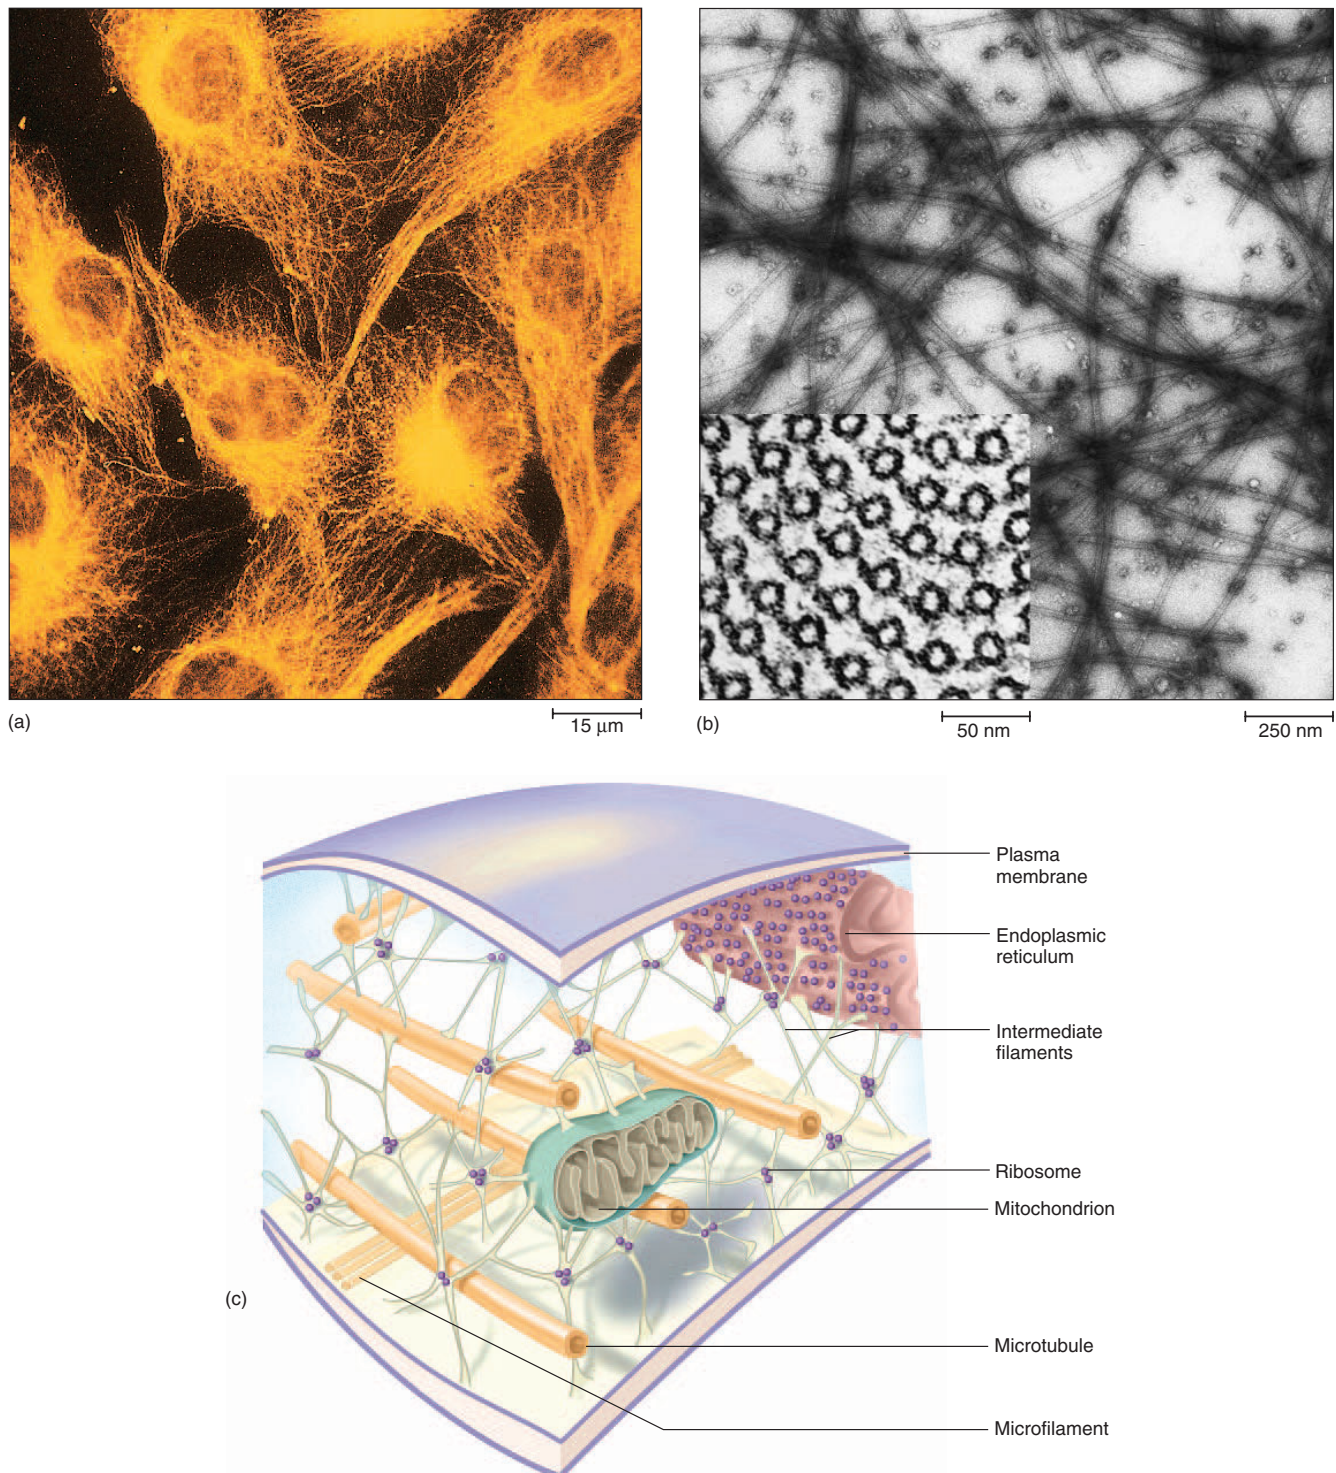 (a)
15 μm
(b)
50 nm
250 nm
Plasma
membrane
Endoplasmic
reticulum
Intermediate
filaments
Ribosome
Mitochondrion
(c)
Microtubule
Microfilament